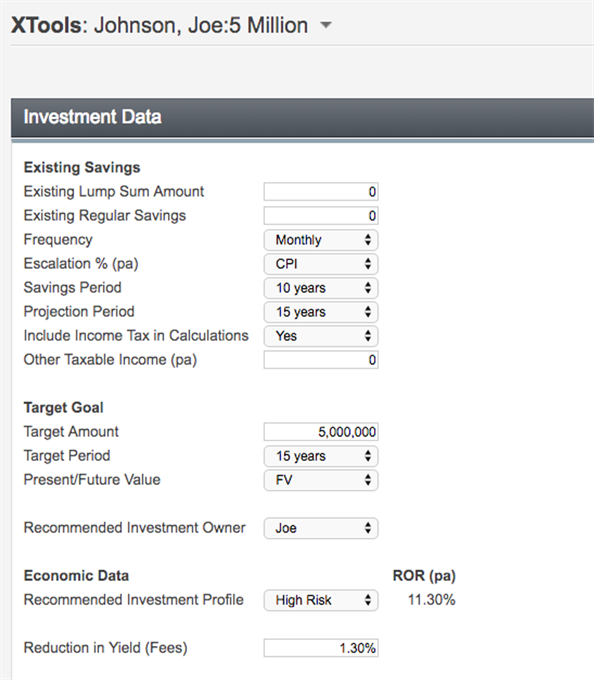 XTools: Johnson, Joe:5 Million
Investment Data
Existing Savings
Existing Lump Sum Amount 0
Existing Regular Savings 0
Frequency Monthly
Escalation % (pa) CPI
Savings Period 10 years
Projection Period 15 years
Include Income Tax in Calculations Yes
Other Taxable Income (pa) 0
Target Goal
Target Amount 5,000,000
Target Period 15 years
Present/Future Value FV
Recommended Investment Owner Joe
Economic Data ROR (pa)
Recommended Investment Profile High Risk 11.30%
Reduction in Yield (Fees) 1.30%